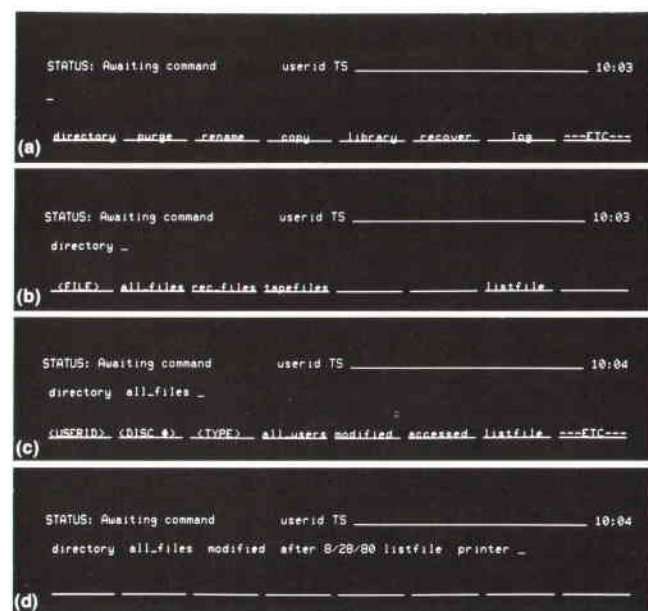 STATUS: Awaiting command userid TS 10:03
_
directory purge rename copy library recover log ---ETC---
(a)
STATUS: Awaiting command userid TS 10:03
directory _
<FILE> all_files rec_files tapefiles listfile
(b)
STATUS: Awaiting command userid TS 10:04
directory all_files _
<USERID> <DISC #> <TYPE> all_users modified accessed listfile ---ETC---
(c)
STATUS: Awaiting command userid TS 10:04
directory all_files modified after 8/28/80 listfile printer _
(d)